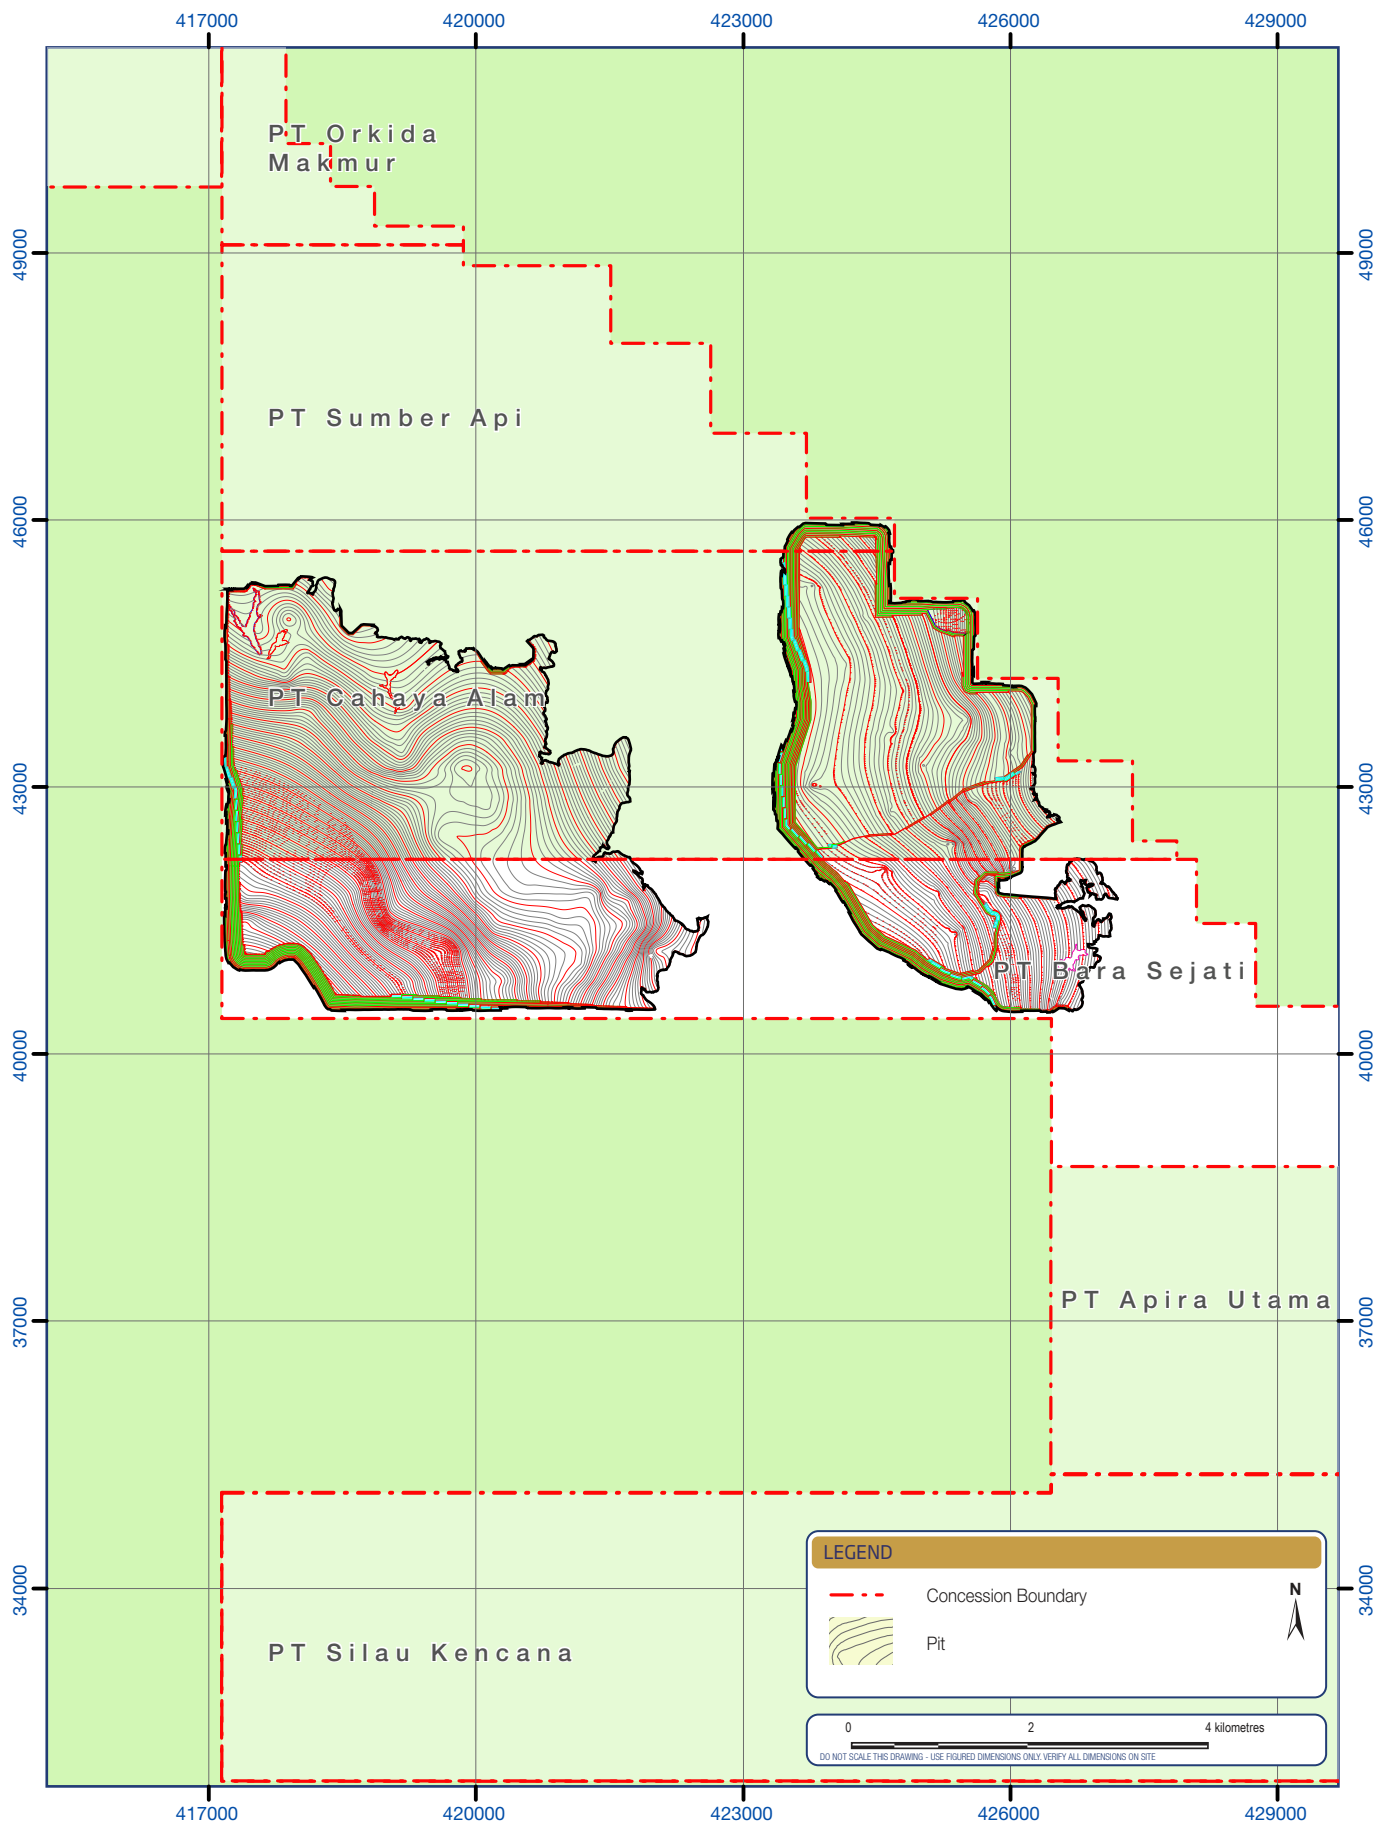 417000 420000 423000 426000 429000
PT Orkida
Makmur
49000 49000
PT Sumber Api
46000 46000
PT Cahaya Alam
43000 43000
PT Bara Sejati
40000 40000
PT Apira Utama
37000 37000
LEGEND
Concession Boundary
N
34000 34000
Pit
PT Silau Kencana
0 2 4 kilometres
DO NOT SCALE THIS DRAWING - USE FIGURED DIMENSIONS ONLY. VERIFY ALL DIMENSIONS ON SITE
417000 420000 423000 426000 429000